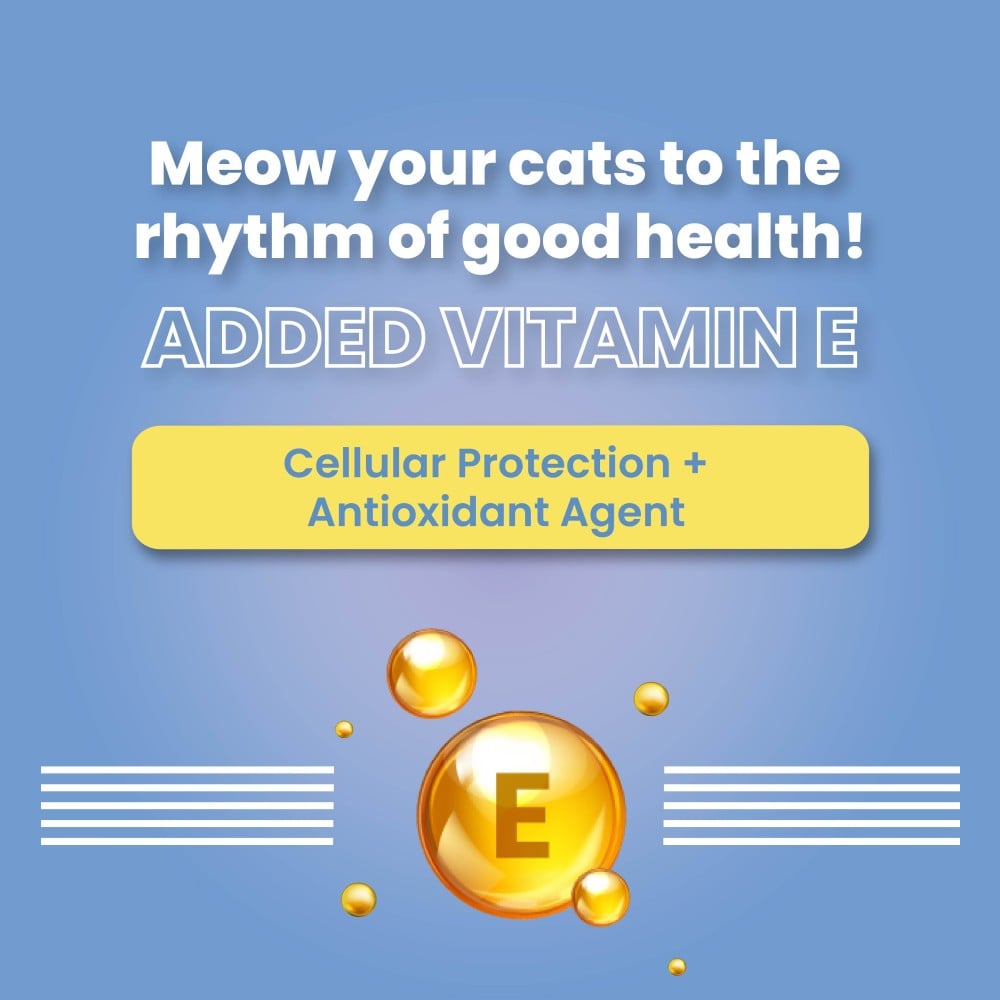 Meow your cats to the
rhythm of good health!
ADDED VITAMIN E
Cellular Protection +
Antioxidant Agent
E